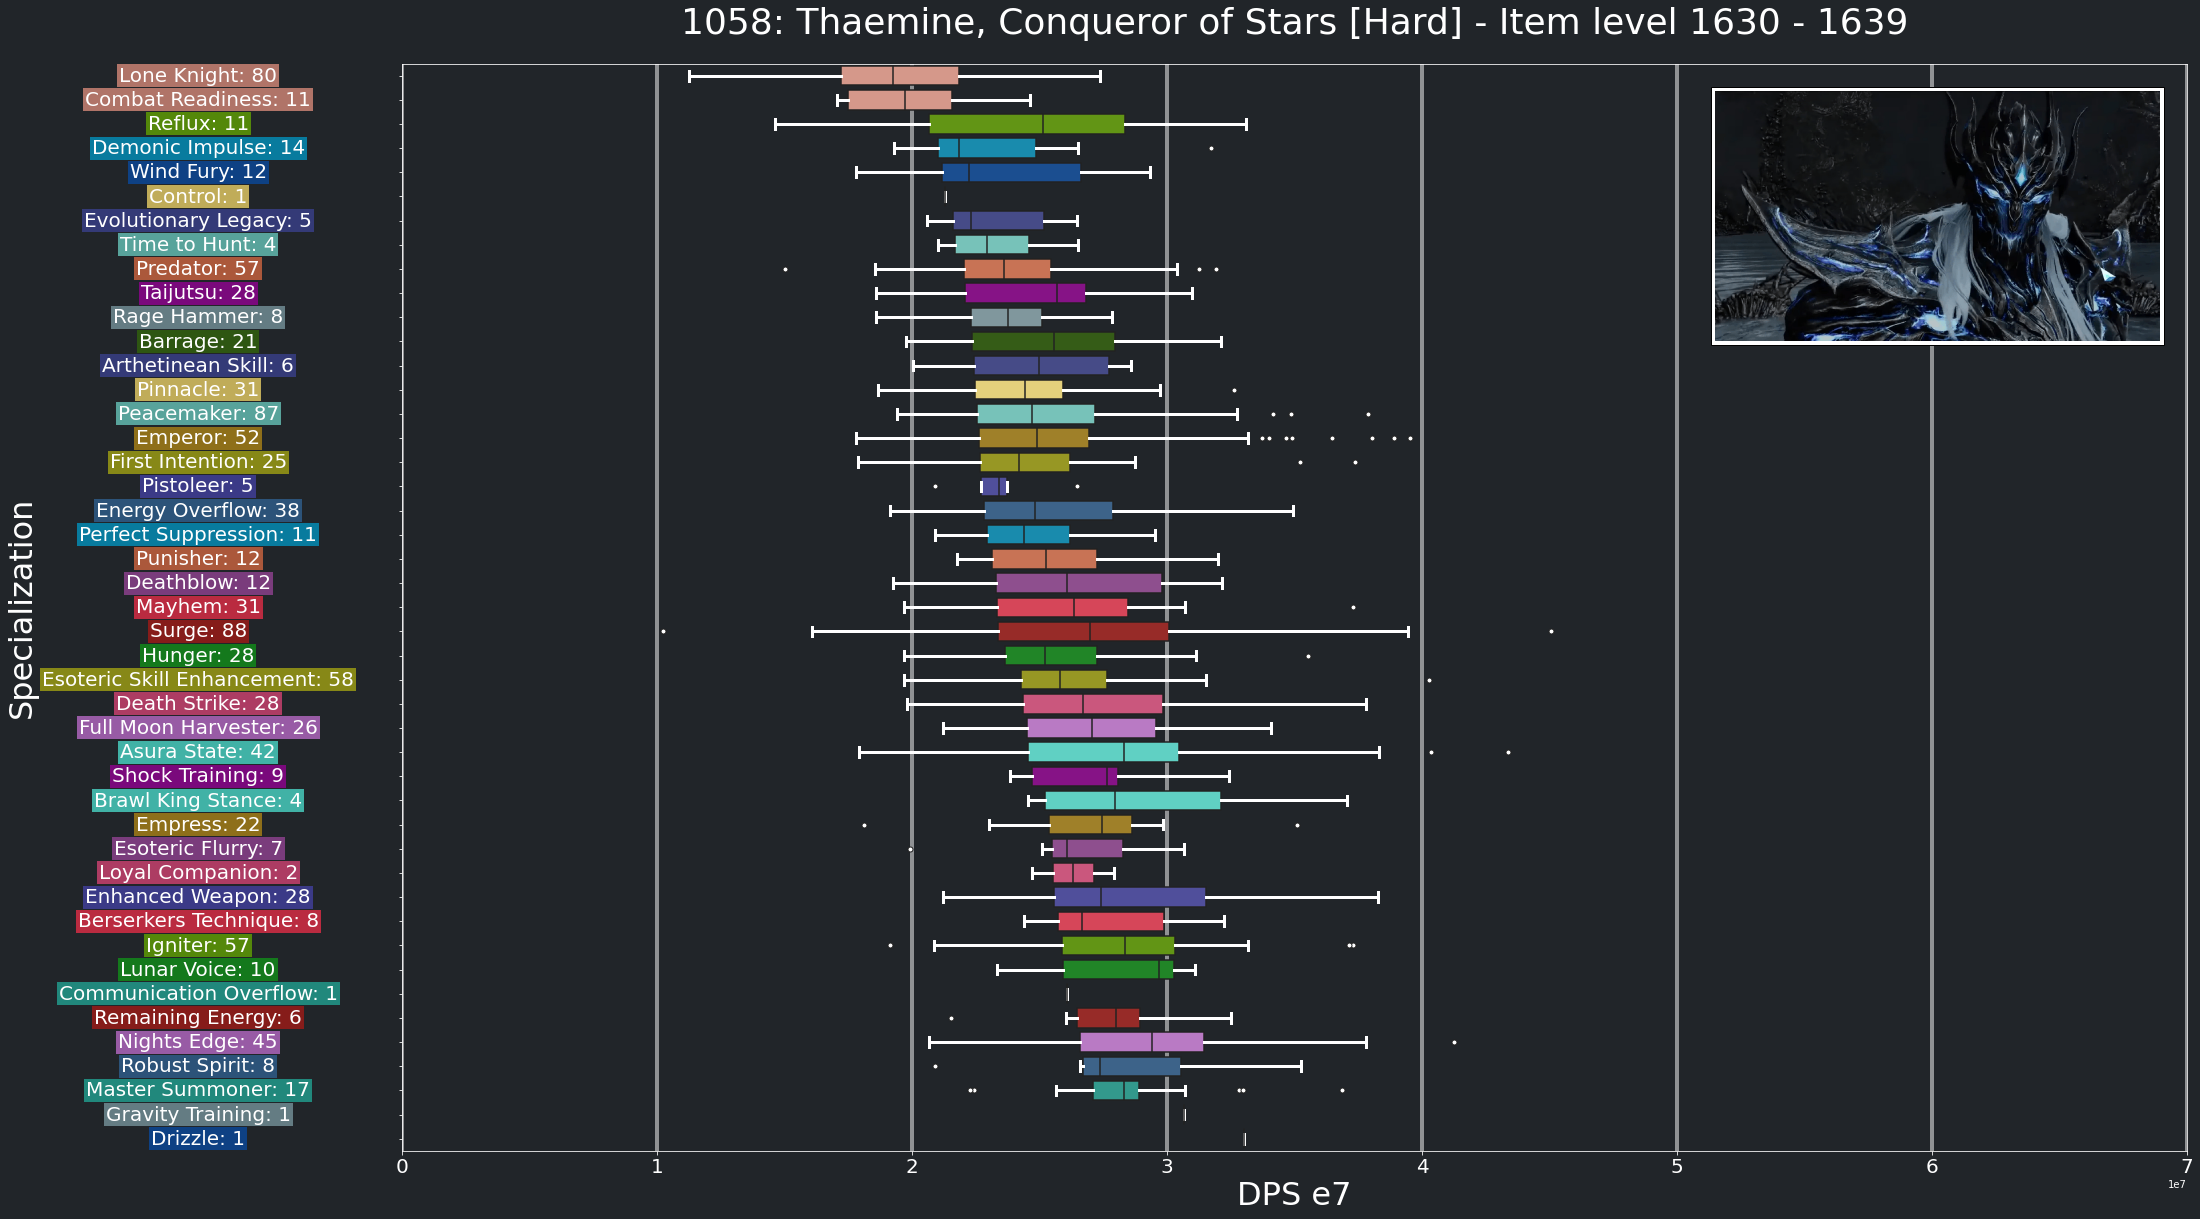 1058: Thaemine, Conqueror of Stars [Hard] - Item level 1630 - 1639
Lone Knight: 80
Combat Readiness: 11
Reflux: 11
Demonic Impulse: 14
Wind Fury: 12
Control: 1
Evolutionary Legacy: 5
Time to Hunt: 4
Predator: 57
Taijutsu: 28
Rage Hammer: 8
Barrage: 21
Arthetinean Skill: 6
Pinnacle: 31
Peacemaker: 87
Emperor: 52
First Intention: 25
Pistoleer: 5
Energy Overflow: 38
Perfect Suppression: 11
Punisher: 12
Deathblow: 12
Mayhem: 31
Surge: 88
Hunger: 28
Esoteric Skill Enhancement: 58
Death Strike: 28
Full Moon Harvester: 26
Asura State: 42
Shock Training: 9
Brawl King Stance: 4
Empress: 22
Esoteric Flurry: 7
Loyal Companion: 2
Enhanced Weapon: 28
Berserkers Technique: 8
Igniter: 57
Lunar Voice: 10
Communication Overflow: 1
Remaining Energy: 6
Nights Edge: 45
Robust Spirit: 8
Master Summoner: 17
Gravity Training: 1
Drizzle: 1
Specialization
0 1 2 3 4 5 6 7
DPS e7
1e7